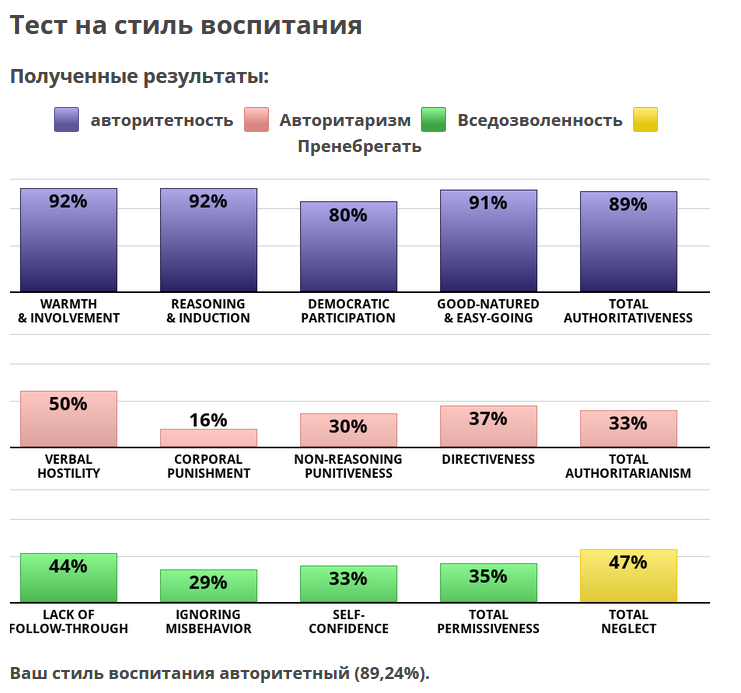 Тест на стиль воспитания
Полученные результаты:
авторитетность Авторитаризм Вседозволенность
Пренебрегать
92% 92% 80% 91% 89%
WARMTH REASONING DEMOCRATIC GOOD-NATURED TOTAL
& INVOLVEMENT & INDUCTION PARTICIPATION & EASY-GOING AUTHORITATIVENESS
50% 16% 30% 37% 33%
VERBAL CORPORAL NON-REASONING DIRECTIVENESS TOTAL
HOSTILITY PUNISHMENT PUNITIVENESS AUTHORITARIANISM
44% 29% 33% 35% 47%
LACK OF IGNORING SELF- TOTAL TOTAL
FOLLOW-THROUGH MISBEHAVIOR CONFIDENCE PERMISSIVENESS NEGLECT
Ваш стиль воспитания авторитетный (89,24%).